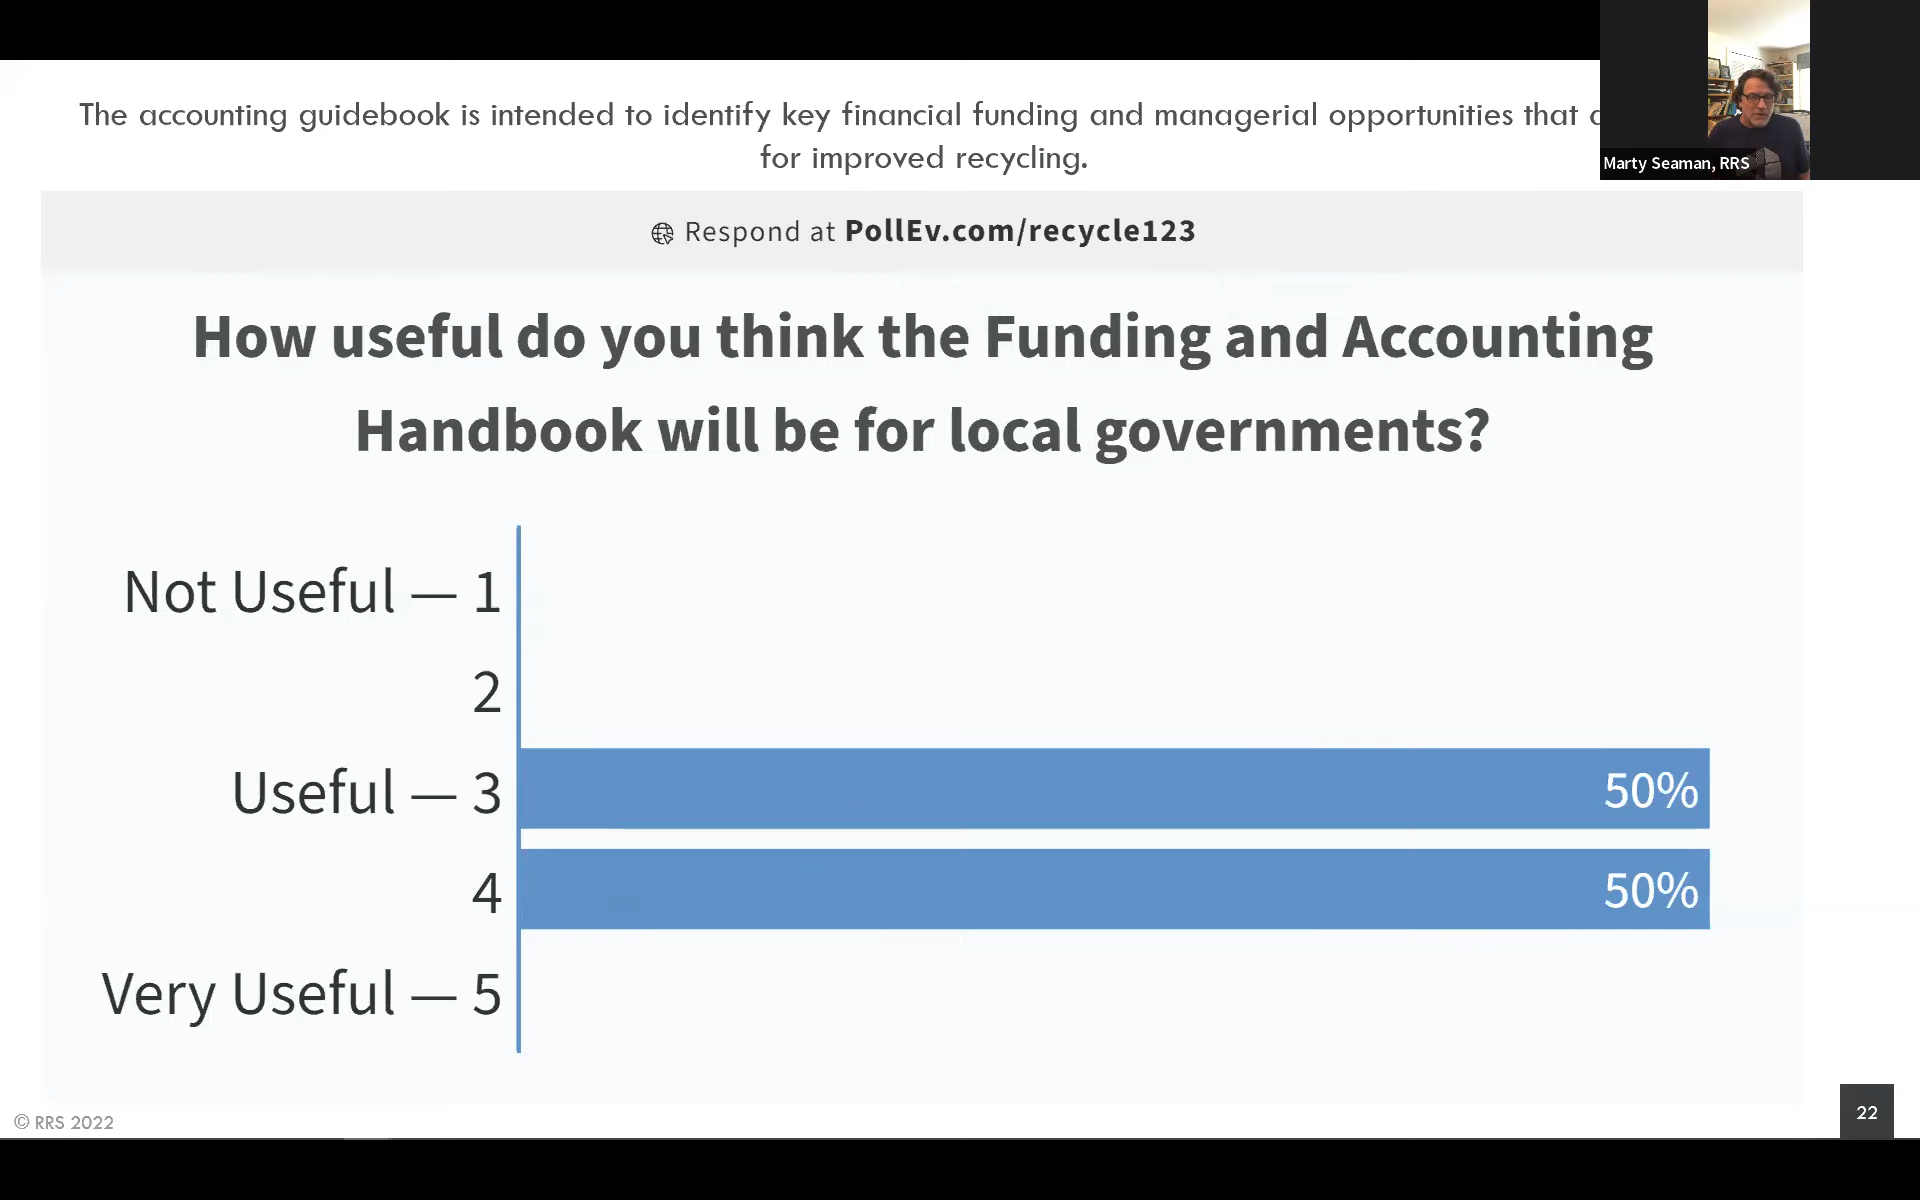 The accounting guidebook is intended to identify key financial funding and managerial opportunities that
for improved recycling.
Marty Seaman, RRS
Respond at PollEv.com/recycle123
How useful do you think the Funding and Accounting
Handbook will be for local governments?
Not Useful — 1
2
Useful — 3
50%
4
50%
Very Useful — 5
© RRS 2022
22